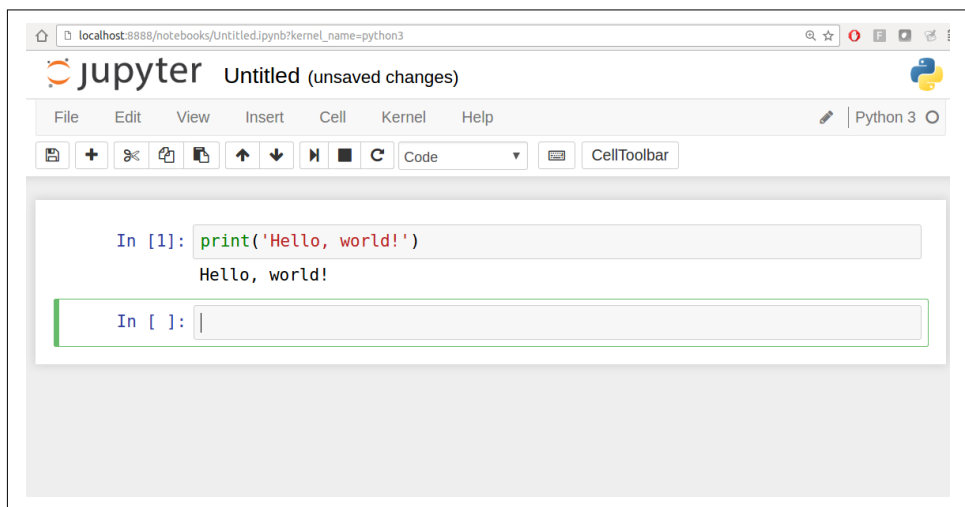 localhost:8888/notebooks/Untitled.ipynb?kernel_name=python3
jupyter Untitled (unsaved changes)
File Edit View Insert Cell Kernel Help Python 3
Code CellToolbar
In [1]: print('Hello, world!')
Hello, world!
In [ ]: